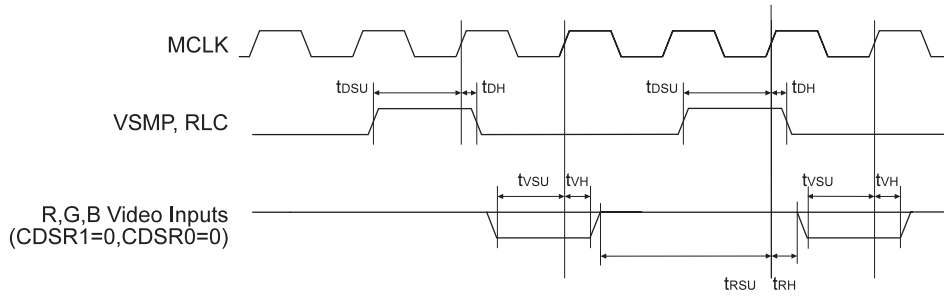 MCLK
tDSU tDH tDSU tDH
VSMP, RLC
tVSU tVH tVSU tVH
R,G,B Video Inputs
(CDSR1=0,CDSR0=0)
tRSU tRH